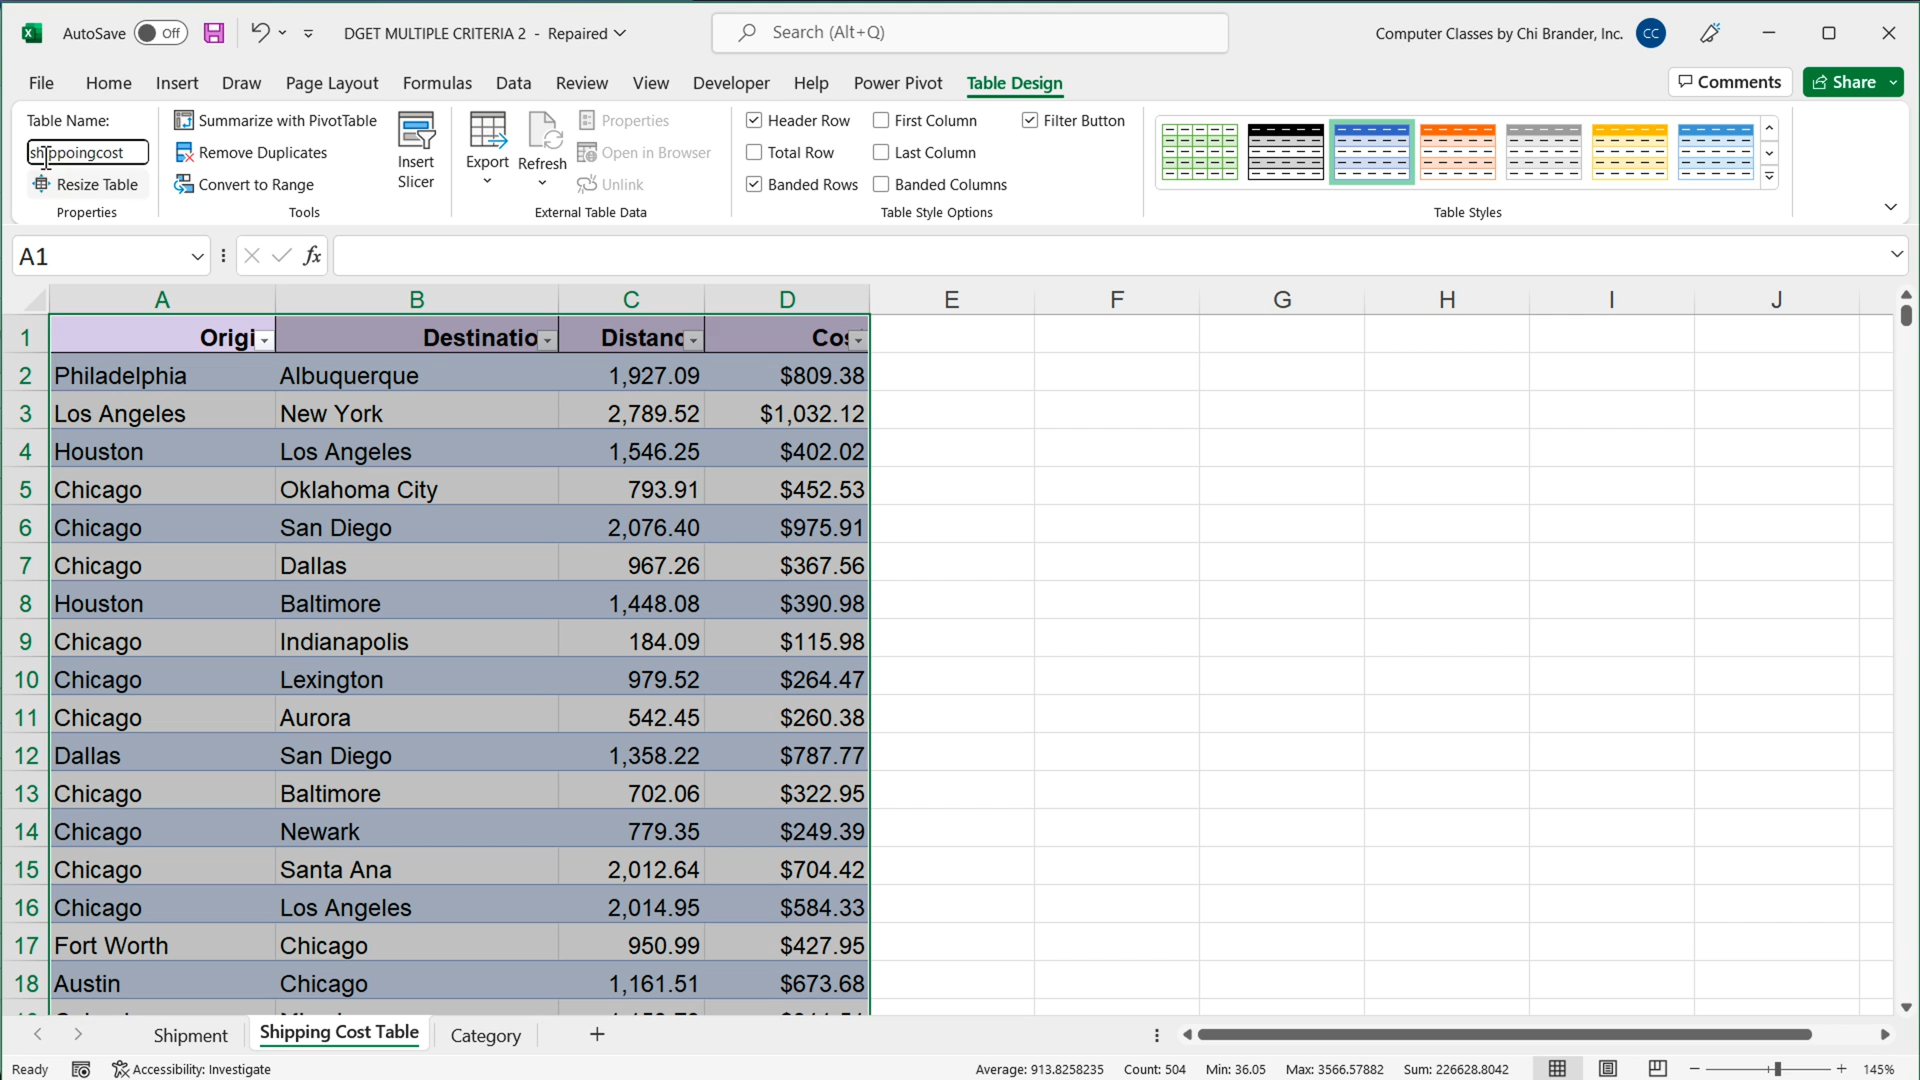 AutoSave Off DGET MULTIPLE CRITERIA 2 - Repaired Search (Alt+Q) Computer Classes by Chi Brander, Inc. CC
File Home Insert Draw Page Layout Formulas Data Review View Developer Help Power Pivot Table Design Comments Share
Table Name:
shippoingcost
Resize Table
Properties
Summarize with PivotTable
Remove Duplicates
Convert to Range
Tools
Insert
Slicer
Export
Refresh
Properties
Open in Browser
Unlink
External Table Data
Header Row First Column Filter Button
Total Row Last Column
Banded Rows Banded Columns
Table Style Options
Table Styles
A1 fx
A B C D E F G H I J
1 Origi Destinatio Distanc Cos
2 Philadelphia Albuquerque 1,927.09 $809.38
3 Los Angeles New York 2,789.52 $1,032.12
4 Houston Los Angeles 1,546.25 $402.02
5 Chicago Oklahoma City 793.91 $452.53
6 Chicago San Diego 2,076.40 $975.91
7 Chicago Dallas 967.26 $367.56
8 Houston Baltimore 1,448.08 $390.98
9 Chicago Indianapolis 184.09 $115.98
10 Chicago Lexington 979.52 $264.47
11 Chicago Aurora 542.45 $260.38
12 Dallas San Diego 1,358.22 $787.77
13 Chicago Baltimore 702.06 $322.95
14 Chicago Newark 779.35 $249.39
15 Chicago Santa Ana 2,012.64 $704.42
16 Chicago Los Angeles 2,014.95 $584.33
17 Fort Worth Chicago 950.99 $427.95
18 Austin Chicago 1,161.51 $673.68
Shipment Shipping Cost Table Category
Ready Accessibility: Investigate Average: 913.8258235 Count: 504 Min: 36.05 Max: 3566.57882 Sum: 226628.8042 145%